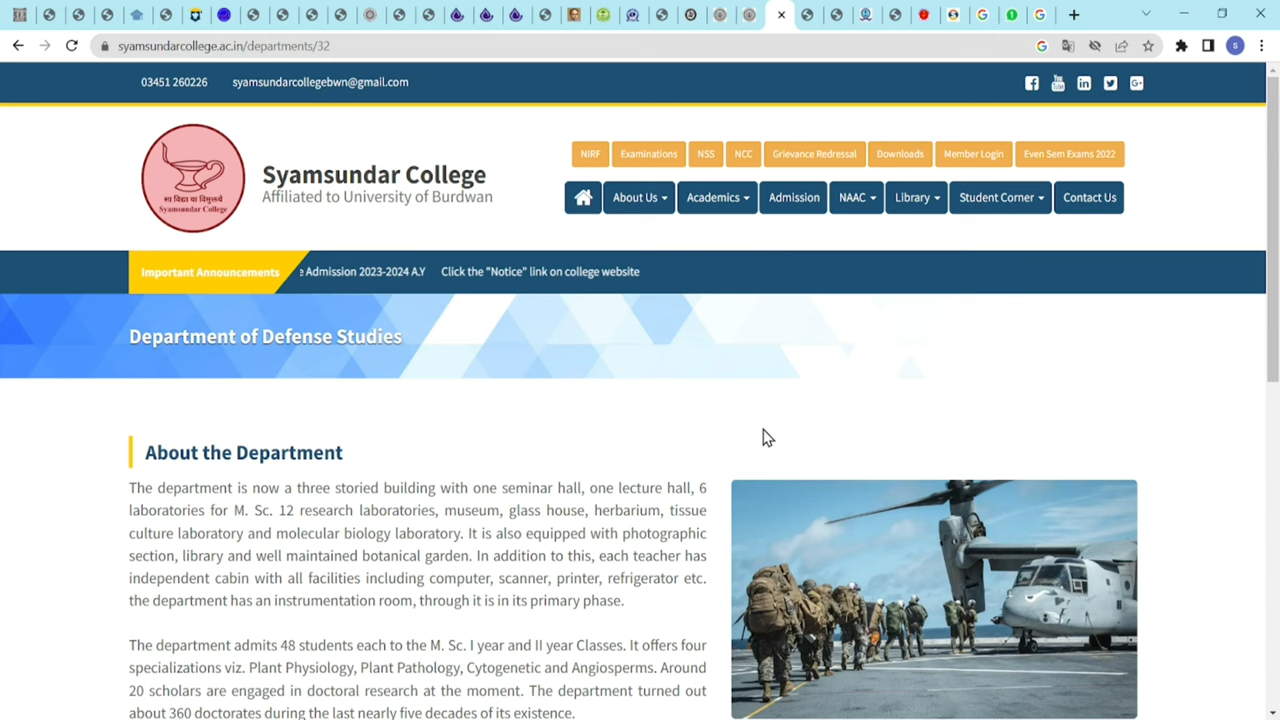 syamsundarcollege.ac.in/departments/32
S
03451 260226 syamsundarcollegebwn@gmail.com
NIRF Examinations NSS NCC Grievance Redressal Downloads Member Login Even Sem Exams 2022
Syamsundar College
Affiliated to University of Burdwan
सा विद्या या विमुक्तये
Syamsundar College
About Us Academics Admission NAAC Library Student Corner Contact Us
Important Announcements e Admission 2023-2024 A.Y Click the "Notice" link on college website
Department of Defense Studies
About the Department
The department is now a three storied building with one seminar hall, one lecture hall, 6
laboratories for M. Sc. 12 research laboratories, museum, glass house, herbarium, tissue
culture laboratory and molecular biology laboratory. It is also equipped with photographic
section, library and well maintained botanical garden. In addition to this, each teacher has
independent cabin with all facilities including computer, scanner, printer, refrigerator etc.
the department has an instrumentation room, through it is in its primary phase.
The department admits 48 students each to the M. Sc. I year and II year Classes. It offers four
specializations viz. Plant Physiology, Plant Pathology, Cytogenetic and Angiosperms. Around
20 scholars are engaged in doctoral research at the moment. The department turned out
about 360 doctorates during the last nearly five decades of its existence.